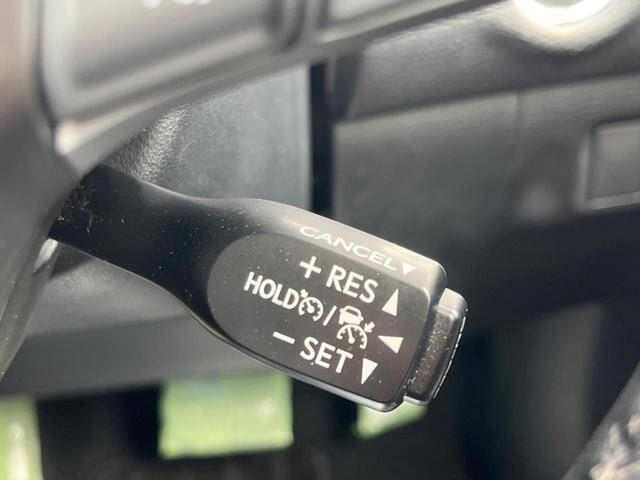 CANCEL▼
+ RES ▲
HOLD / ◀
− SET ▼